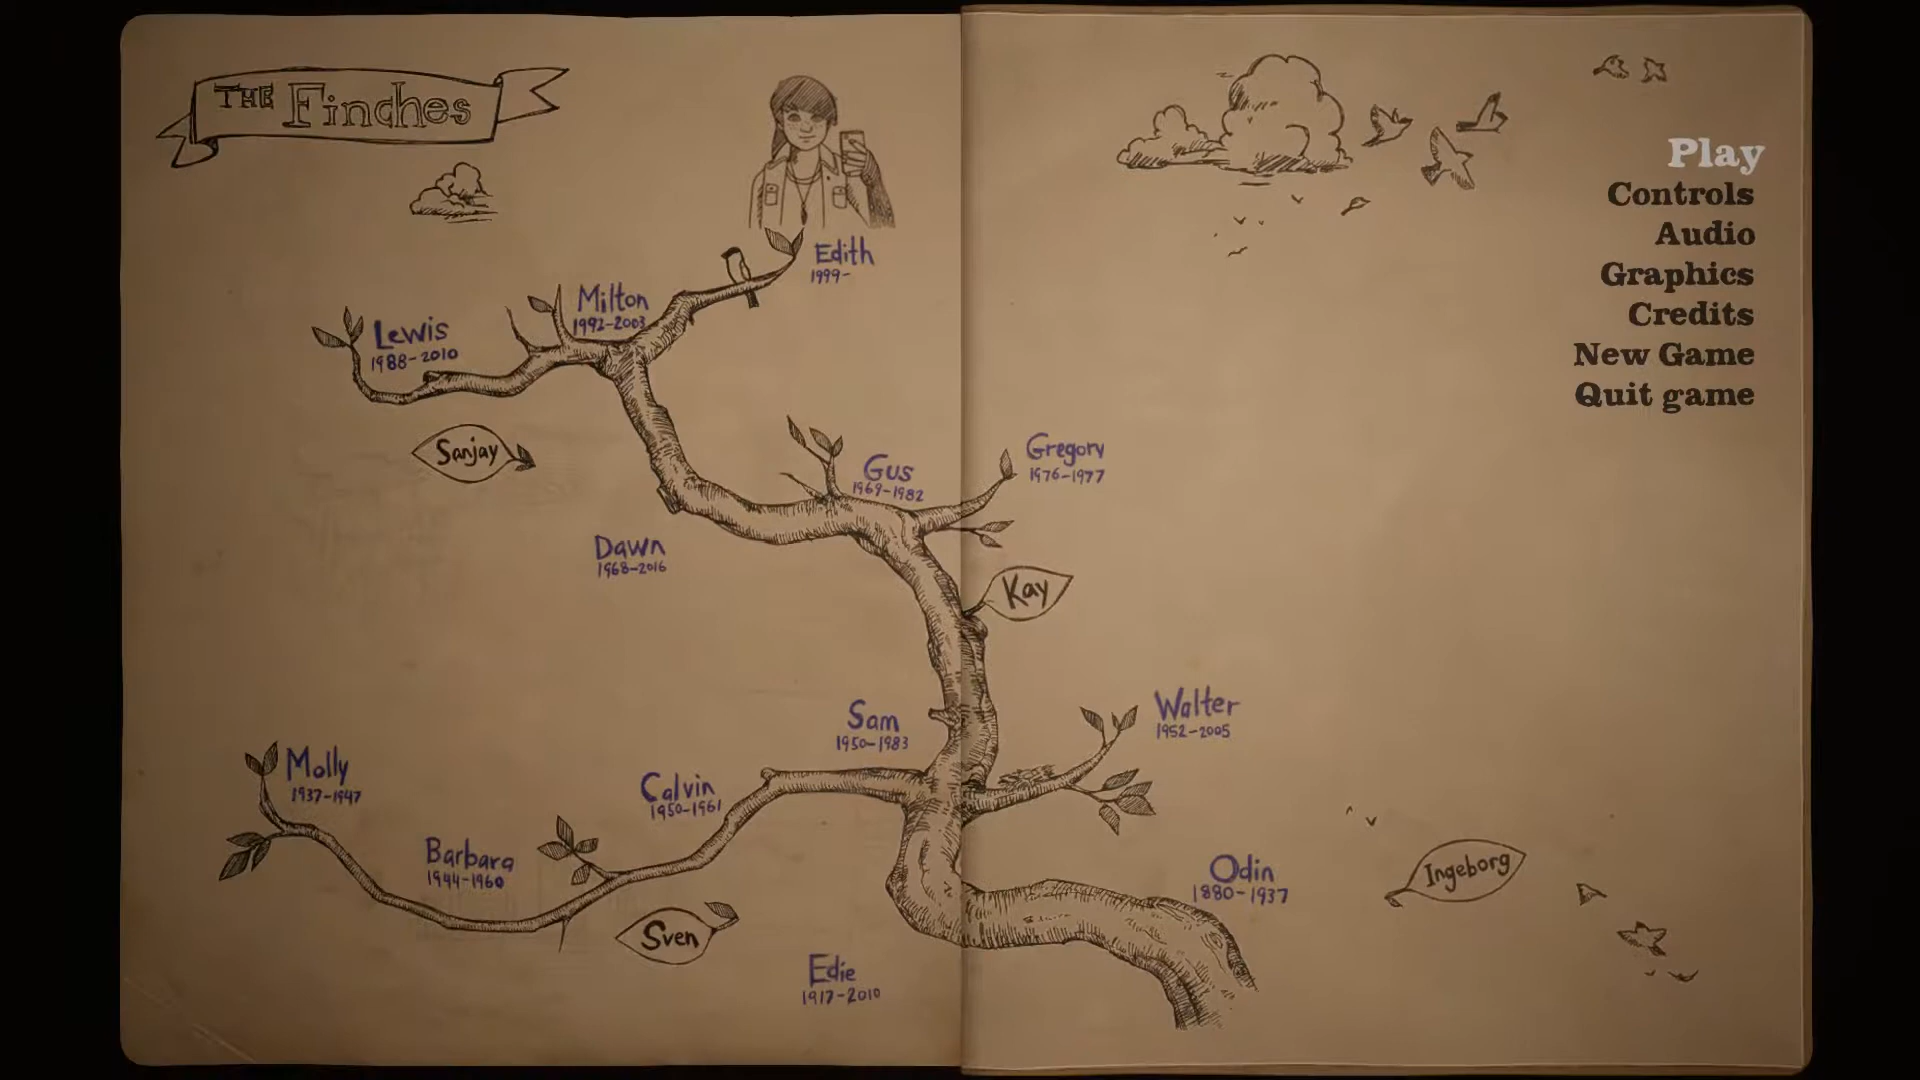 THE Finches
Play
Controls
Audio
Graphics
Credits
New Game
Quit game
Edith
1999-
Milton
1992-2003
Lewis
1988-2010
Sanjay
Gus
1969-1982
Gregory
1976-1977
Dawn
1968-2016
Kay
Sam
1950-1983
Walter
1952-2005
Molly
1937-1947
Calvin
1950-1961
Barbara
1944-1960
Odin
1880-1937
Ingeborg
Sven
Edie
1917-2010